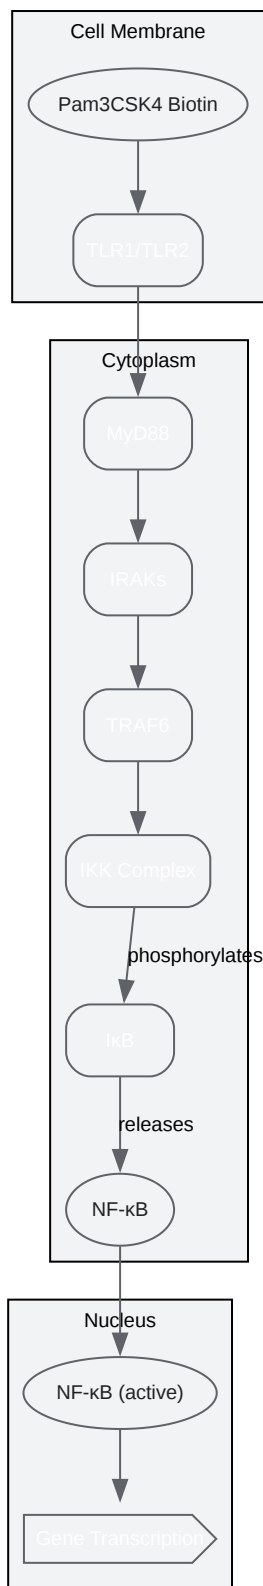 Cell Membrane
Pam3CSK4 Biotin
TLR1/TLR2
Cytoplasm
MyD88
IRAKs
TRAF6
IKK Complex
phosphorylates
IκB
releases
NF-κB
Nucleus
NF-κB (active)
Gene Transcription